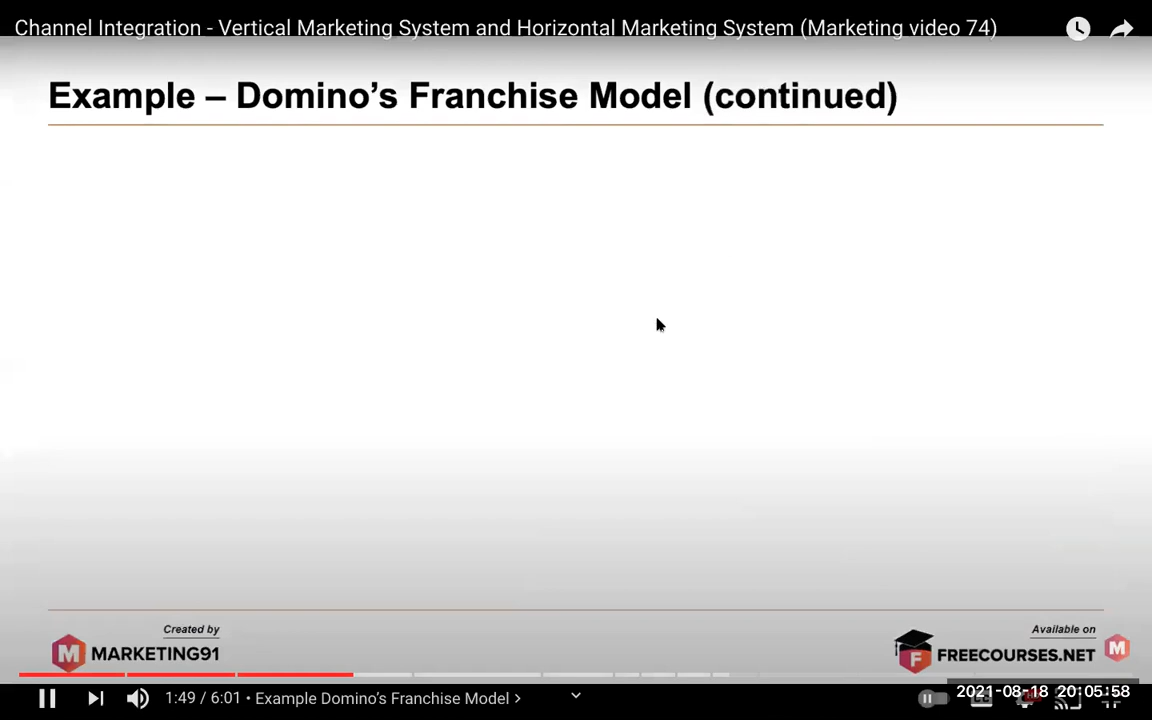 Channel Integration - Vertical Marketing System and Horizontal Marketing System (Marketing video 74)
Example – Domino's Franchise Model (continued)
Created by
M MARKETING91
Available on
F FREECOURSES.NET M
1:49 / 6:01 • Example Domino's Franchise Model >
2021-08-18 20:05:58